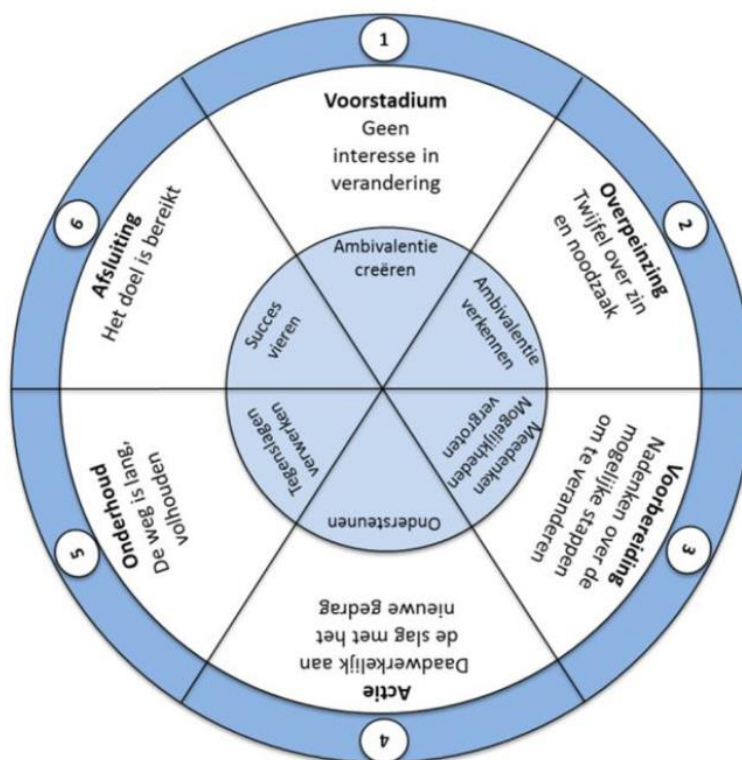 1
Voorstadium
Geen
interesse in
verandering
Ambivalentie
creëren
2
Overpeinzing
Twijfel over zin
en noodzaak
Ambivalentie
verkennen
3
Voorbereiding
Nadenken over de
mogelijke stappen
om te veranderen
Meedenken
Mogelijkheden
vergroten
4
Actie
Daadwerkelijk aan
de slag met het
nieuwe gedrag
Ondersteunen
5
Onderhoud
De weg is lang,
volhouden
Tegenslagen
verwerken
6
Afsluiting
Het doel is bereikt
Succes
vieren